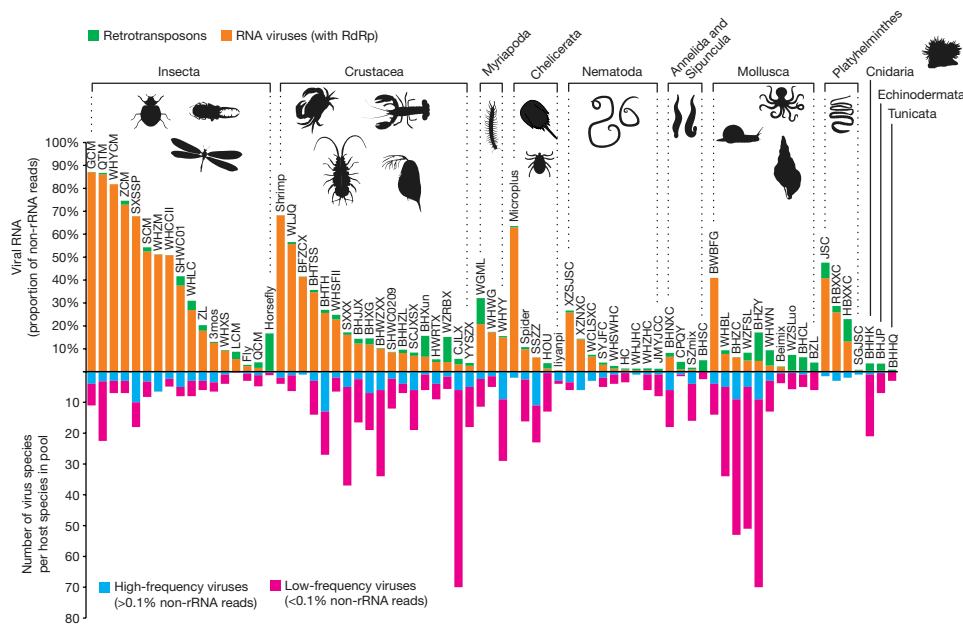 Retrotransposons
RNA viruses (with RdRp)
Insecta
Crustacea
Myriapoda
Chelicerata
Nematoda
Annelida and
Sipuncula
Mollusca
Platyhelminthes
Cnidaria
Echinodermata
Tunicata
Viral RNA
(proportion of non-rRNA reads)
100%
90%
80%
70%
60%
50%
40%
30%
20%
10%
GCM
QTM
WHYCM
ZCM
SXSSP
SCM
WHZM
WHCCII
SHWC01
WHLC
ZL
3mos
WHXS
LCM
Fly
QCM
Horsefly
Shrimp
WLJQ
BFZCX
BHTSS
BHTH
WHSFII
SXXX
BHJJX
BHXG
BHWZXX
SHWC0209
BHHZL
SCJXSX
BHXun
THYRTX
WZRBX
CJLX
YYSZX
WGML
WHWG
WHYY
Microplus
Spider
SSZZ
HOU
liyanpi
XZSJSC
XZNXC
WCLSXC
SYJFC
WHSWHC
HC
WHJHC
WHZHC
JMYJCC
BHNXC
CPQY
SZmix
BHSC
BWBFG
WHBL
BHZC
WZFSL
BHZY
WHWN
Beimix
WZSLuo
BHCL
BZL
JSC
RBXXC
HBXXC
SGJSC
BHHK
BHJP
BHHQ
10
20
30
40
50
60
70
80
Number of virus species
per host species in pool
High-frequency viruses
(>0.1% non-rRNA reads)
Low-frequency viruses
(<0.1% non-rRNA reads)